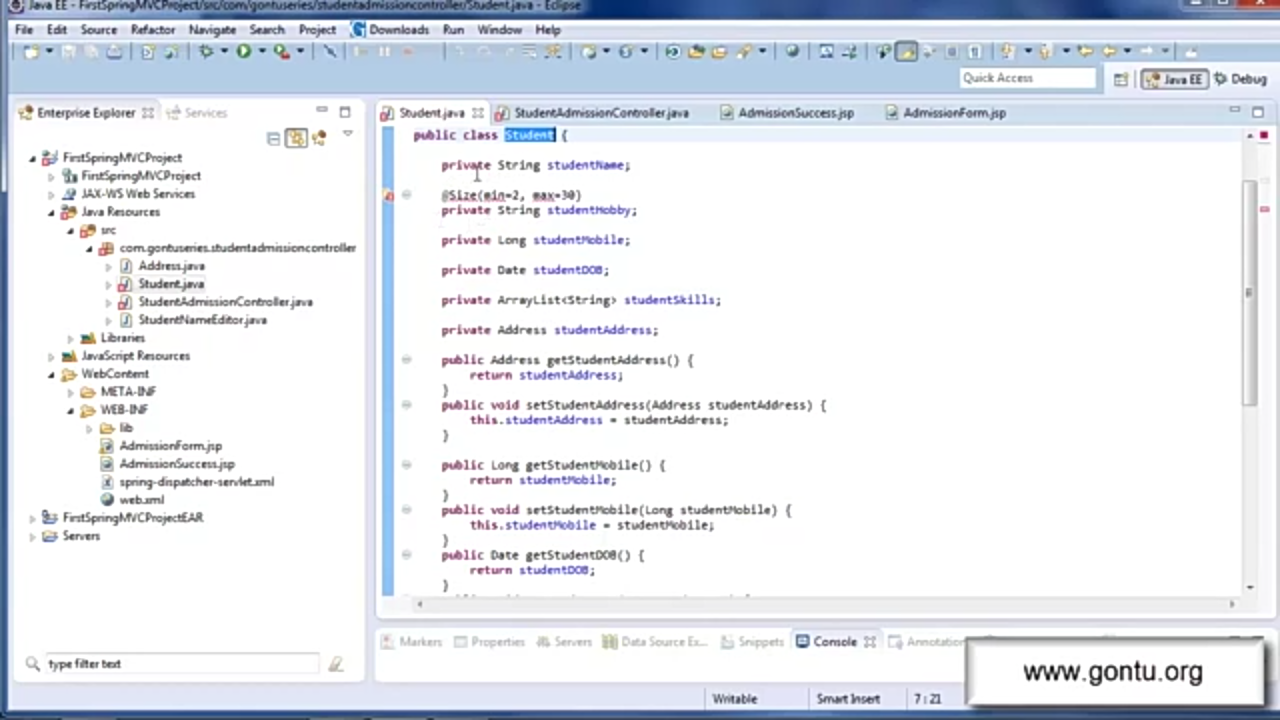 Java EE - FirstSpringMVCProject/src/com/gontuseries/studentadmissioncontroller/Student.java - Eclipse
File Edit Source Refactor Navigate Search Project Downloads Run Window Help
Quick Access Java EE Debug
Enterprise Explorer Services
FirstSpringMVCProject
FirstSpringMVCProject
JAX-WS Web Services
Java Resources
src
com.gontuseries.studentadmissioncontroller
Address.java
Student.java
StudentAdmissionController.java
StudentNameEditor.java
Libraries
JavaScript Resources
WebContent
META-INF
WEB-INF
lib
AdmissionForm.jsp
AdmissionSuccess.jsp
spring-dispatcher-servlet.xml
web.xml
FirstSpringMVCProjectEAR
Servers
type filter text
Student.java StudentAdmissionController.java AdmissionSuccess.jsp AdmissionForm.jsp
public class Student {
private String studentName;
@Size(min=2, max=30)
private String studentHobby;
private Long studentMobile;
private Date studentDOB;
private ArrayList<String> studentSkills;
private Address studentAddress;
public Address getStudentAddress() {
return studentAddress;
}
public void setStudentAddress(Address studentAddress) {
this.studentAddress = studentAddress;
}
public Long getStudentMobile() {
return studentMobile;
}
public void setStudentMobile(Long studentMobile) {
this.studentMobile = studentMobile;
}
public Date getStudentDOB() {
return studentDOB;
}
Markers Properties Servers Data Source Ex... Snippets Console Annotation
Writable Smart Insert 7 : 21
www.gontu.org